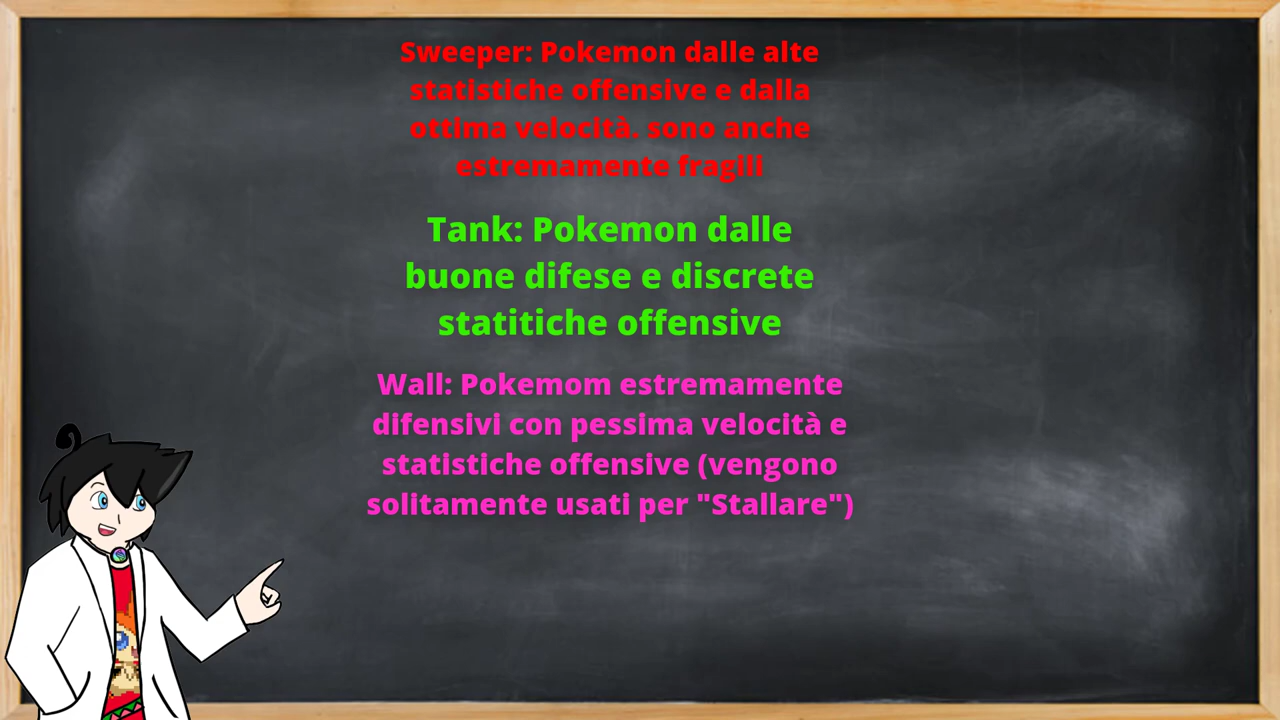 Sweeper: Pokemon dalle alte
statistiche offensive e dalla
ottima velocità. sono anche
estremamente fragili
Tank: Pokemon dalle
buone difese e discrete
statitiche offensive
Wall: Pokemom estremamente
difensivi con pessima velocità e
statistiche offensive (vengono
solitamente usati per "Stallare")